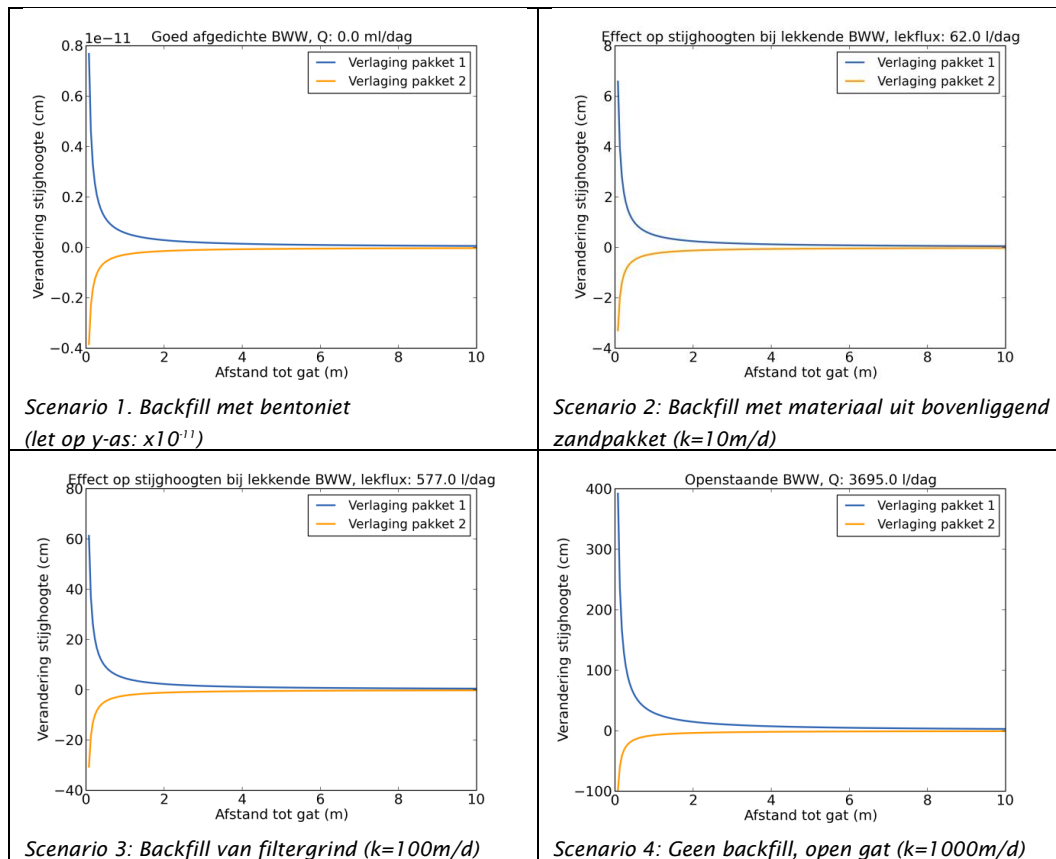 1e−11
Goed afgedichte BWW, Q: 0.0 ml/dag
Verlaging pakket 1
Verlaging pakket 2
Verandering stijghoogte (cm)
0.8
0.6
0.4
0.2
0.0
−0.2
−0.4
0 2 4 6 8 10
Afstand tot gat (m)
Scenario 1. Backfill met bentoniet
(let op y-as: x10⁻¹¹)
Effect op stijghoogten bij lekkende BWW, lekflux: 62.0 l/dag
Verlaging pakket 1
Verlaging pakket 2
Verandering stijghoogte (cm)
8
6
4
2
0
−2
−4
0 2 4 6 8 10
Afstand tot gat (m)
Scenario 2: Backfill met materiaal uit bovenliggend
zandpakket (k=10m/d)
Effect op stijghoogten bij lekkende BWW, lekflux: 577.0 l/dag
Verlaging pakket 1
Verlaging pakket 2
Verandering stijghoogte (cm)
80
60
40
20
0
−20
−40
0 2 4 6 8 10
Afstand tot gat (m)
Scenario 3: Backfill van filtergrind (k=100m/d)
Openstaande BWW, Q: 3695.0 l/dag
Verlaging pakket 1
Verlaging pakket 2
Verandering stijghoogte (cm)
400
300
200
100
0
−100
0 2 4 6 8 10
Afstand tot gat (m)
Scenario 4: Geen backfill, open gat (k=1000m/d)